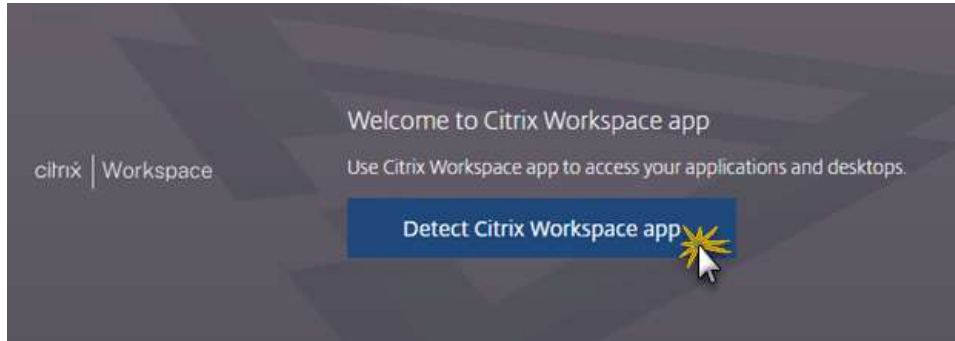 Welcome to Citrix Workspace app
citrix | Workspace
Use Citrix Workspace app to access your applications and desktops.
Detect Citrix Workspace app